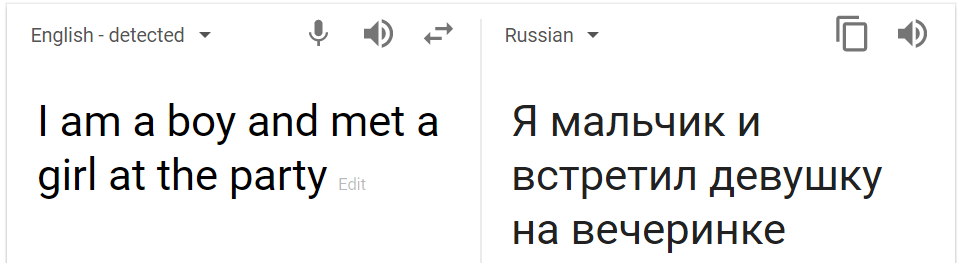 English - detected
Russian
I am a boy and met a
girl at the party Edit
Я мальчик и
встретил девушку
на вечеринке